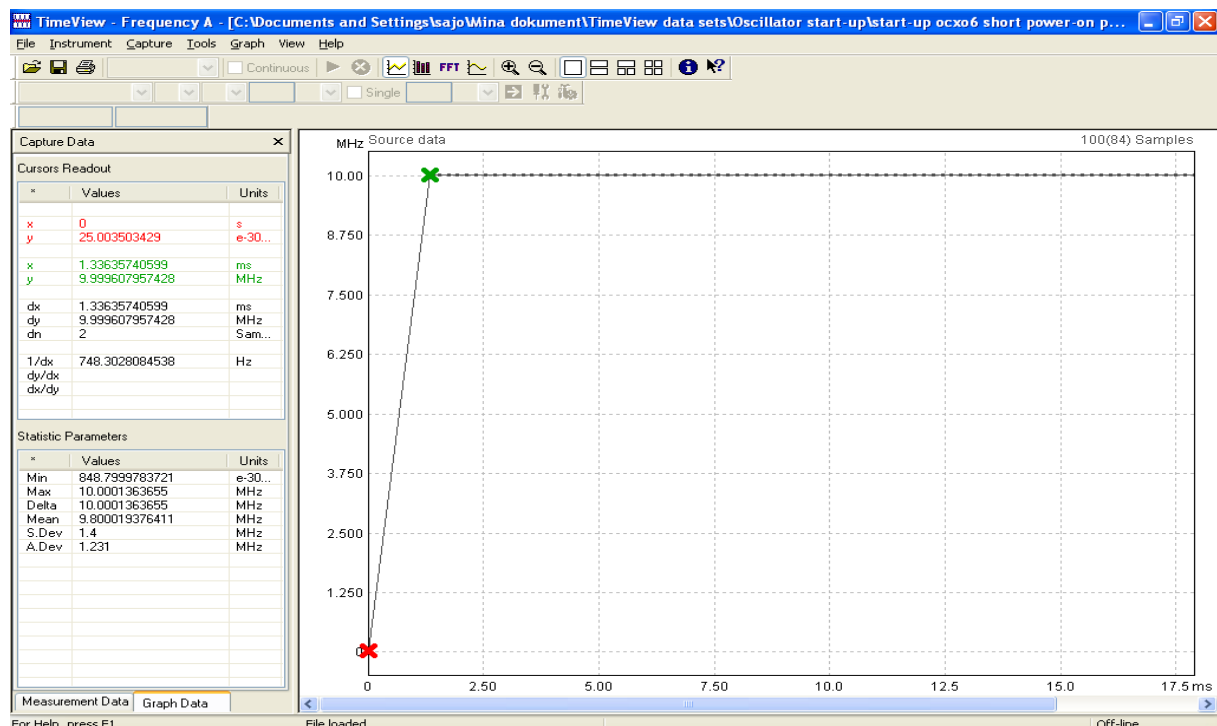 TimeView - Frequency A - [C:\Documents and Settings\sajo\Mina dokument\TimeView data sets\Oscillator start-up\start-up ocxo6 short power-on p...
File Instrument Capture Tools Graph View Help
Continuous FFT
Single
Capture Data
Cursors Readout
* Values Units
x 0 s
y 25.003503429 e-30...
x 1.33635740599 ms
y 9.999607957428 MHz
dx 1.33635740599 ms
dy 9.999607957428 MHz
dn 2 Sam...
1/dx 748.3028084538 Hz
dy/dx
dx/dy
Statistic Parameters
* Values Units
Min 848.7999783721 e-30...
Max 10.0001363655 MHz
Delta 10.0001363655 MHz
Mean 9.800019376411 MHz
S.Dev 1.4 MHz
A.Dev 1.231 MHz
Measurement Data Graph Data
MHz Source data 100(84) Samples
10.00
8.750
7.500
6.250
5.000
3.750
2.500
1.250
0
0 2.50 5.00 7.50 10.0 12.5 15.0 17.5 ms
For Help, press F1 File loaded Off-line